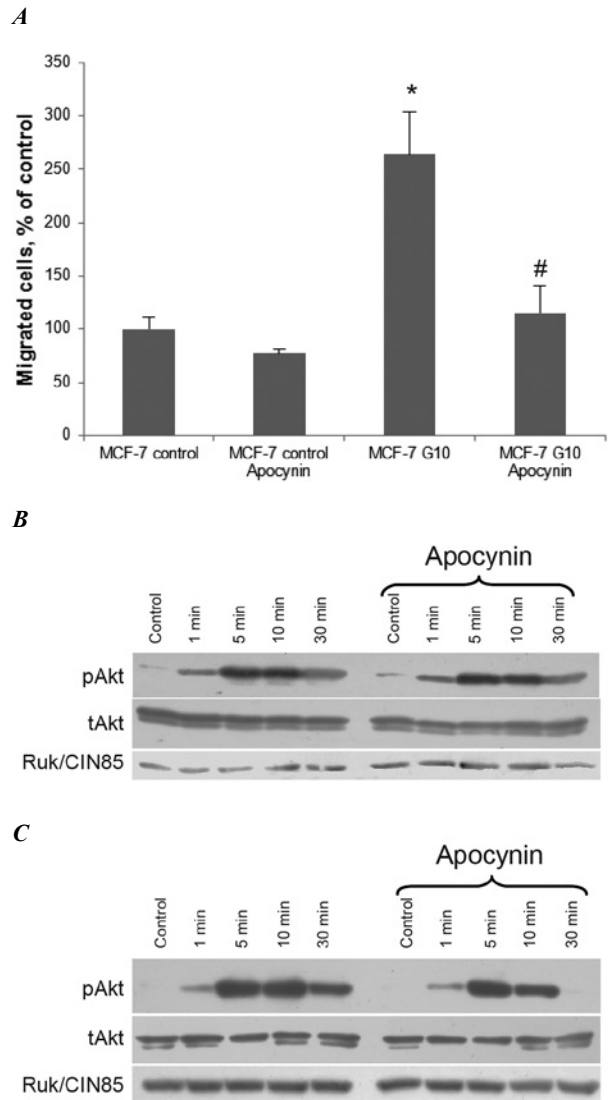 A
Migrated cells, % of control
350
300
250
200
150
100
50
0
*
#
MCF-7 control
MCF-7 control
Apocynin
MCF-7 G10
MCF-7 G10
Apocynin
B
Apocynin
Control
1 min
5 min
10 min
30 min
Control
1 min
5 min
10 min
30 min
pAkt
tAkt
Ruk/CIN85
C
Apocynin
Control
1 min
5 min
10 min
30 min
Control
1 min
5 min
10 min
30 min
pAkt
tAkt
Ruk/CIN85